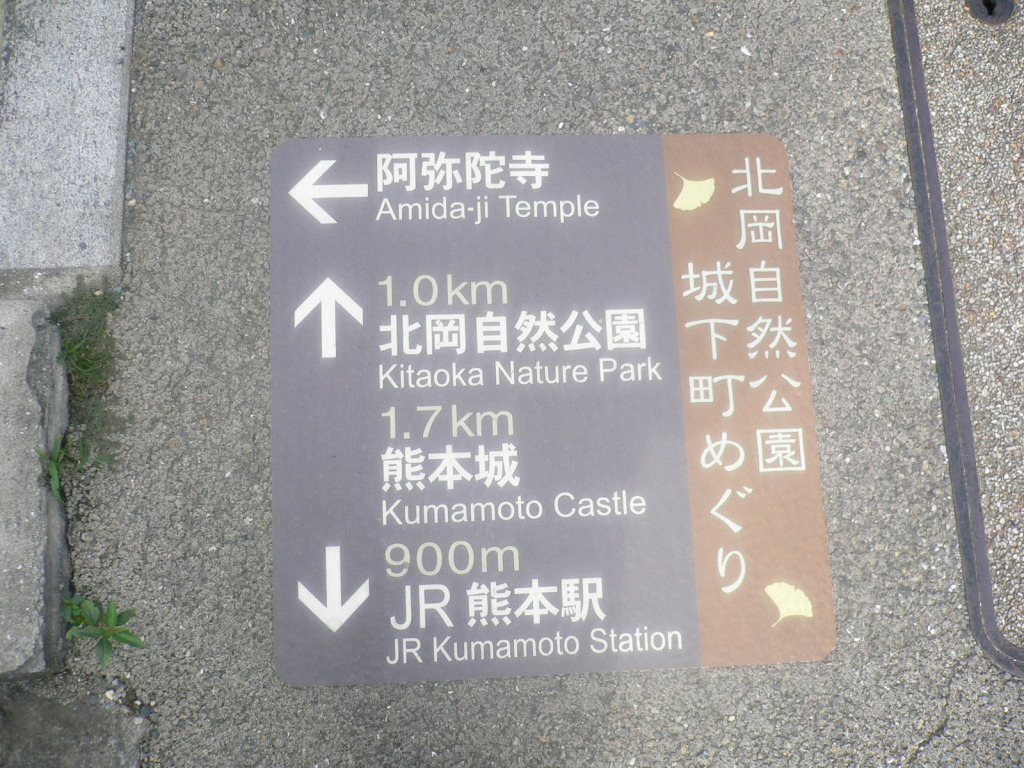 阿弥陀寺
Amida-ji Temple
1.0km
北岡自然公園
Kitaoka Nature Park
1.7km
熊本城
Kumamoto Castle
900m
JR 熊本駅
JR Kumamoto Station
北岡自然公園
城下町めぐり